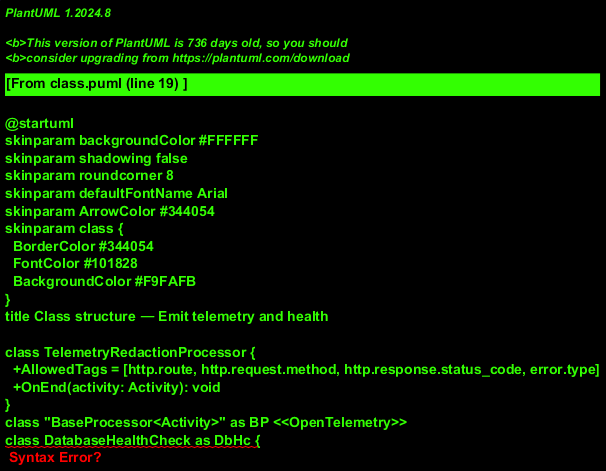 PlantUML 1.2024.8
<b>This version of PlantUML is 736 days old, so you should
<b>consider upgrading from https://plantuml.com/download
[From class.puml (line 19) ]
@startuml
skinparam backgroundColor #FFFFFF
skinparam shadowing false
skinparam roundcorner 8
skinparam defaultFontName Arial
skinparam ArrowColor #344054
skinparam class {
  BorderColor #344054
  FontColor #101828
  BackgroundColor #F9FAFB
}
title Class structure — Emit telemetry and health
class TelemetryRedactionProcessor {
  +AllowedTags = [http.route, http.request.method, http.response.status_code, error.type]
  +OnEnd(activity: Activity): void
}
class "BaseProcessor<Activity>" as BP <<OpenTelemetry>>
class DatabaseHealthCheck as DbHc {
Syntax Error?